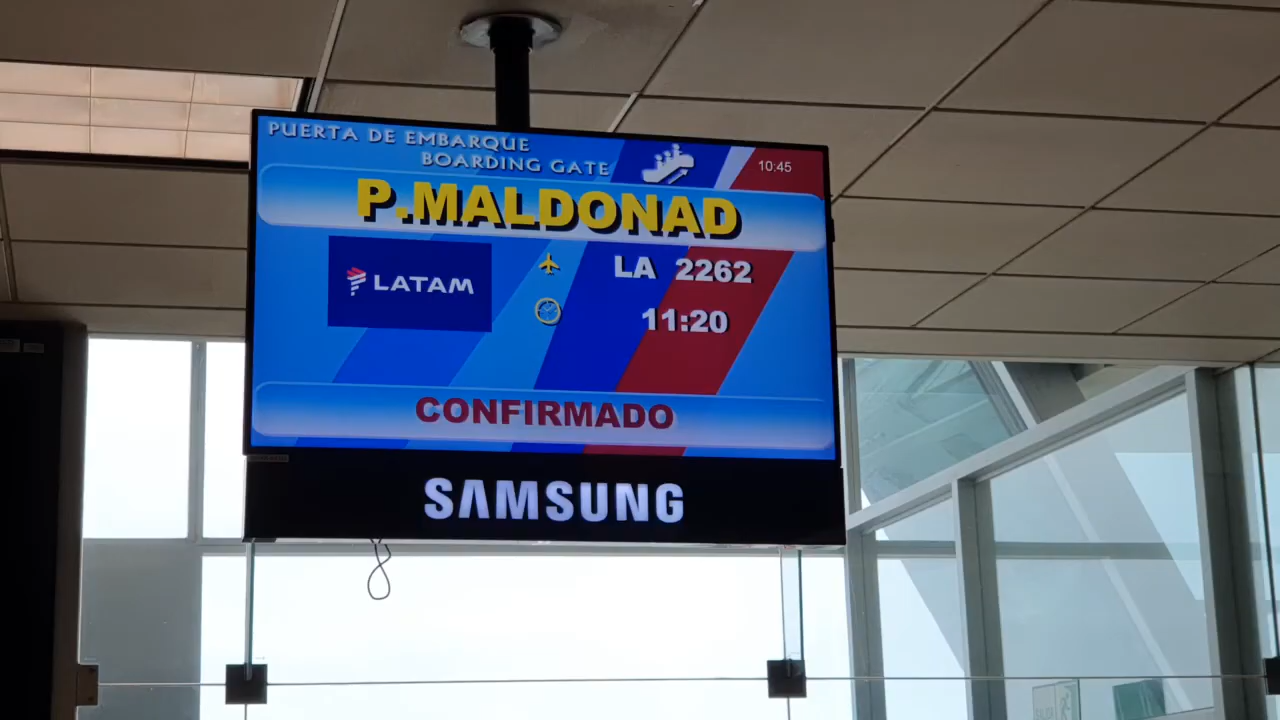 PUERTA DE EMBARQUE
BOARDING GATE
10:45
P.MALDONAD
LATAM
LA 2262
11:20
CONFIRMADO
SAMSUNG